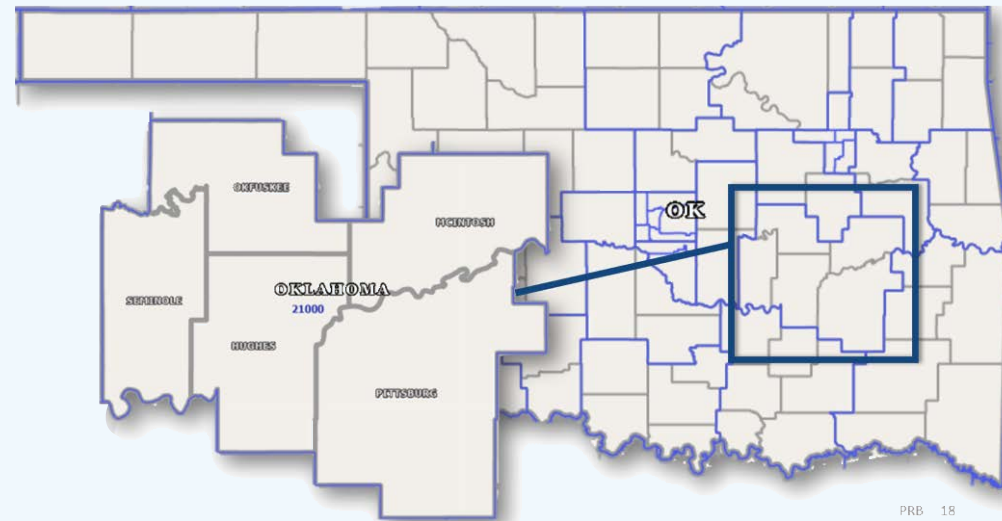 OKFUSKEE
OK
MCINTOSH
OKLAHOMA
SEMINOLE
21000
HUGHES
PITTSBURG
PRB 18